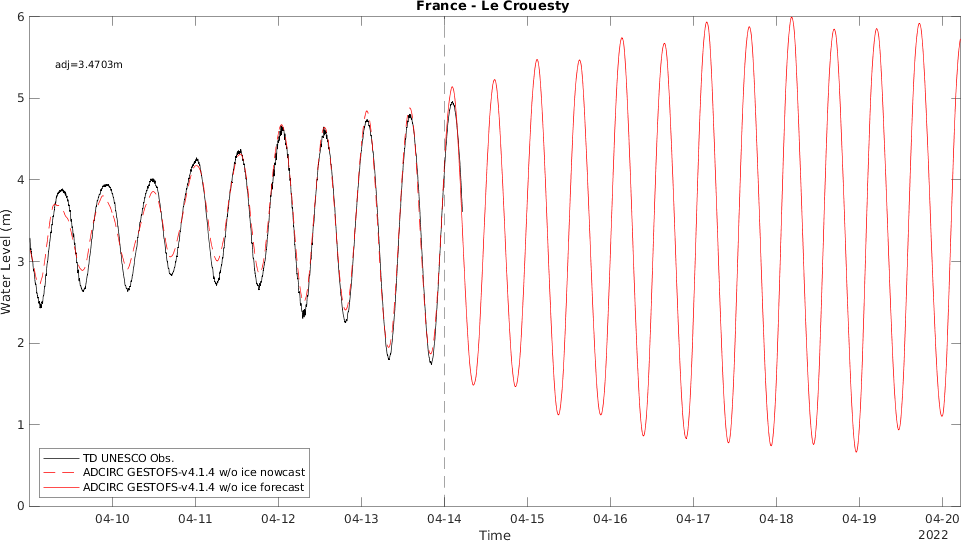 France - Le Crouesty
adj=3.4703m
6
5
4
3
2
1
0
Water Level (m)
TD UNESCO Obs.
ADCIRC GESTOFS-v4.1.4 w/o ice nowcast
ADCIRC GESTOFS-v4.1.4 w/o ice forecast
04-10 04-11 04-12 04-13 04-14 04-15 04-16 04-17 04-18 04-19 04-20
Time
2022